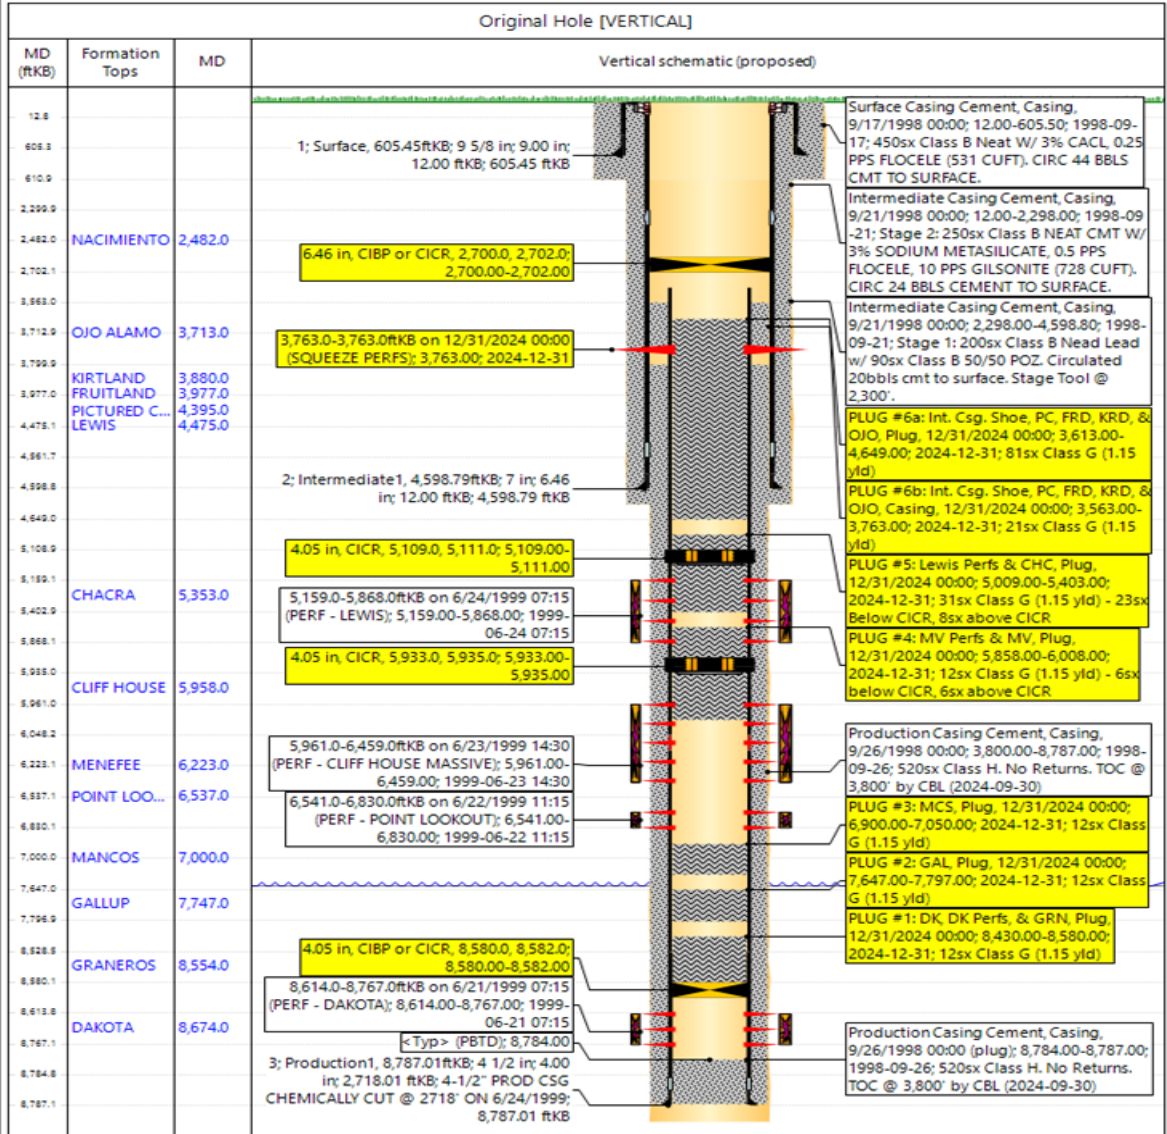 Original Hole [VERTICAL]
MD
(ftKB)
Formation
Tops
MD
Vertical schematic (proposed)
12.8
605.3
610.9
2,299.9
2,482.0
2,702.1
3,563.0
3,712.9
3,799.9
3,977.0
4,475.1
4,561.7
4,598.8
4,649.0
5,108.9
5,159.1
5,402.9
5,868.1
5,935.0
5,961.0
6,048.2
6,223.1
6,537.1
6,830.1
7,000.0
7,647.0
7,796.9
8,528.5
8,580.1
8,613.8
8,767.1
8,784.8
8,787.1
NACIMIENTO 2,482.0
OJO ALAMO 3,713.0
KIRTLAND 3,880.0
FRUITLAND 3,977.0
PICTURED C... 4,395.0
LEWIS 4,475.0
CHACRA 5,353.0
CLIFF HOUSE 5,958.0
MENEFEE 6,223.0
POINT LOO... 6,537.0
MANCOS 7,000.0
GALLUP 7,747.0
GRANEROS 8,554.0
DAKOTA 8,674.0
1; Surface, 605.45ftKB; 9 5/8 in; 9.00 in;
12.00 ftKB; 605.45 ftKB
6.46 in, CIBP or CICR, 2,700.0, 2,702.0;
2,700.00-2,702.00
3,763.0-3,763.0ftKB on 12/31/2024 00:00
(SQUEEZE PERFS); 3,763.00; 2024-12-31
2; Intermediate1, 4,598.79ftKB; 7 in; 6.46
in; 12.00 ftKB; 4,598.79 ftKB
4.05 in, CICR, 5,109.0, 5,111.0; 5,109.00-
5,111.00
5,159.0-5,868.0ftKB on 6/24/1999 07:15
(PERF - LEWIS); 5,159.00-5,868.00; 1999-
06-24 07:15
4.05 in, CICR, 5,933.0, 5,935.0; 5,933.00-
5,935.00
5,961.0-6,459.0ftKB on 6/23/1999 14:30
(PERF - CLIFF HOUSE MASSIVE); 5,961.00-
6,459.00; 1999-06-23 14:30
6,541.0-6,830.0ftKB on 6/22/1999 11:15
(PERF - POINT LOOKOUT); 6,541.00-
6,830.00; 1999-06-22 11:15
4.05 in, CIBP or CICR, 8,580.0, 8,582.0;
8,580.00-8,582.00
8,614.0-8,767.0ftKB on 6/21/1999 07:15
(PERF - DAKOTA); 8,614.00-8,767.00; 1999-
06-21 07:15
<Typ> (PBTD); 8,784.00
3; Production1, 8,787.01ftKB; 4 1/2 in; 4.00
in; 2,718.01 ftKB; 4-1/2" PROD CSG
CHEMICALLY CUT @ 2718' ON 6/24/1999;
8,787.01 ftKB
Surface Casing Cement, Casing,
9/17/1998 00:00; 12.00-605.50; 1998-09-
17; 450sx Class B Neat W/ 3% CACL, 0.25
PPS FLOCELE (531 CUFT). CIRC 44 BBLS
CMT TO SURFACE.
Intermediate Casing Cement, Casing,
9/21/1998 00:00; 12.00-2,298.00; 1998-09
-21; Stage 2: 250sx Class B NEAT CMT W/
3% SODIUM METASILICATE, 0.5 PPS
FLOCELE, 10 PPS GILSONITE (728 CUFT).
CIRC 24 BBLS CEMENT TO SURFACE.
Intermediate Casing Cement, Casing,
9/21/1998 00:00; 2,298.00-4,598.80; 1998-
09-21; Stage 1: 200sx Class B Nead Lead
w/ 90sx Class B 50/50 POZ. Circulated
20bbls cmt to surface. Stage Tool @
2,300'.
PLUG #6a: Int. Csg. Shoe, PC, FRD, KRD, &
OJO, Plug, 12/31/2024 00:00; 3,613.00-
4,649.00; 2024-12-31; 81sx Class G (1.15
yld)
PLUG #6b: Int. Csg. Shoe, PC, FRD, KRD, &
OJO, Casing, 12/31/2024 00:00; 3,563.00-
3,763.00; 2024-12-31; 21sx Class G (1.15
yld)
PLUG #5: Lewis Perfs & CHC, Plug,
12/31/2024 00:00; 5,009.00-5,403.00;
2024-12-31; 31sx Class G (1.15 yld) - 23sx
Below CICR, 8sx above CICR
PLUG #4: MV Perfs & MV, Plug,
12/31/2024 00:00; 5,858.00-6,008.00;
2024-12-31; 12sx Class G (1.15 yld) - 6sx
below CICR, 6sx above CICR
Production Casing Cement, Casing,
9/26/1998 00:00; 3,800.00-8,787.00; 1998-
09-26; 520sx Class H. No Returns. TOC @
3,800' by CBL (2024-09-30)
PLUG #3: MCS, Plug, 12/31/2024 00:00;
6,900.00-7,050.00; 2024-12-31; 12sx Class
G (1.15 yld)
PLUG #2: GAL, Plug, 12/31/2024 00:00;
7,647.00-7,797.00; 2024-12-31; 12sx Class
G (1.15 yld)
PLUG #1: DK, DK Perfs, & GRN, Plug,
12/31/2024 00:00; 8,430.00-8,580.00;
2024-12-31; 12sx Class G (1.15 yld)
Production Casing Cement, Casing,
9/26/1998 00:00 (plug); 8,784.00-8,787.00;
1998-09-26; 520sx Class H. No Returns.
TOC @ 3,800' by CBL (2024-09-30)